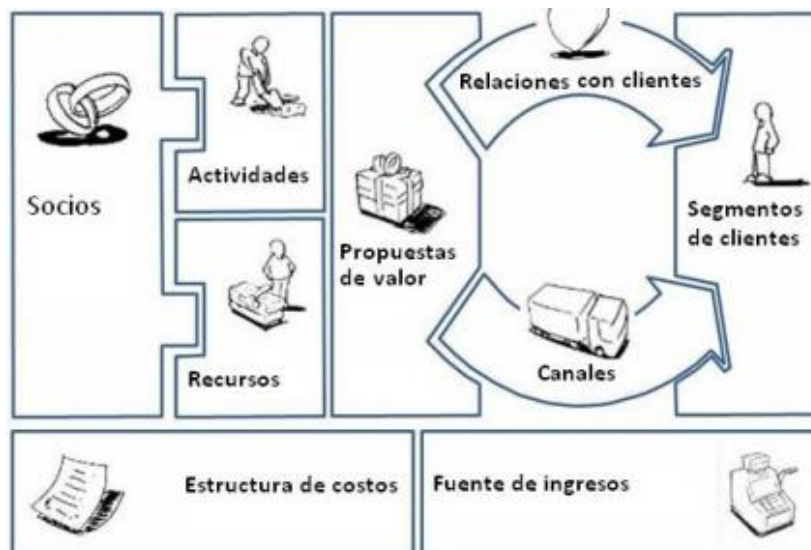 Socios
Actividades
Recursos
Propuestas
de valor
Relaciones con clientes
Canales
Segmentos
de clientes
Estructura de costos
Fuente de ingresos